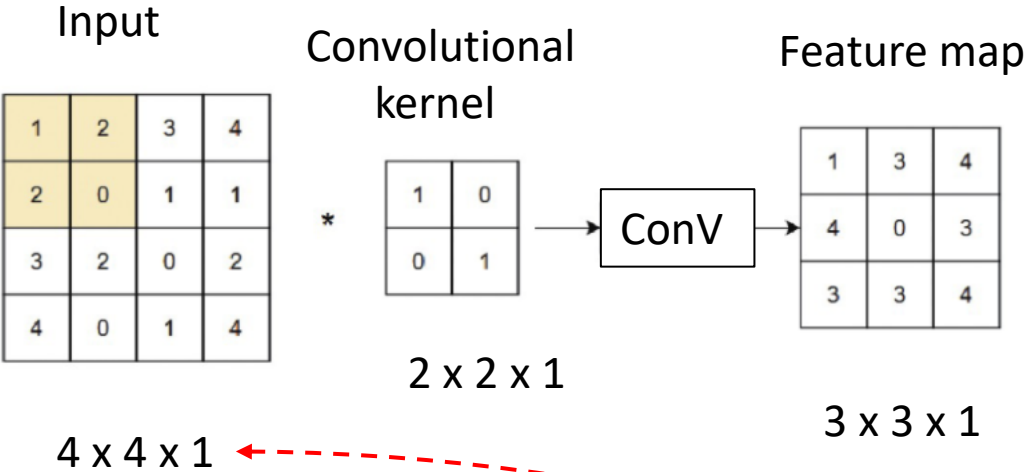 Input
Convolutional
kernel
Feature map
1 2 3 4
2 0 1 1
3 2 0 2
4 0 1 4
*
1 0
0 1
ConV
1 3 4
4 0 3
3 3 4
2 x 2 x 1
3 x 3 x 1
4 x 4 x 1